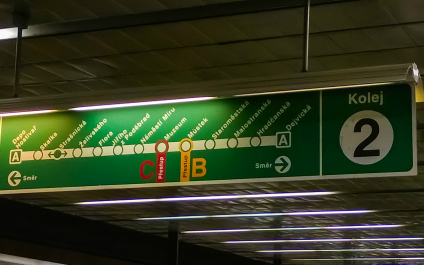 Depo
Hostivař
Skalka
Strašnická
Želivského
Flora
Jiřího
z Poděbrad
Náměstí Míru
Muzeum
Můstek
Staroměstská
Malostranská
Hradčanská
Dejvická
A
A
C
Přestup
Přestup
B
Směr
Směr
Kolej
2